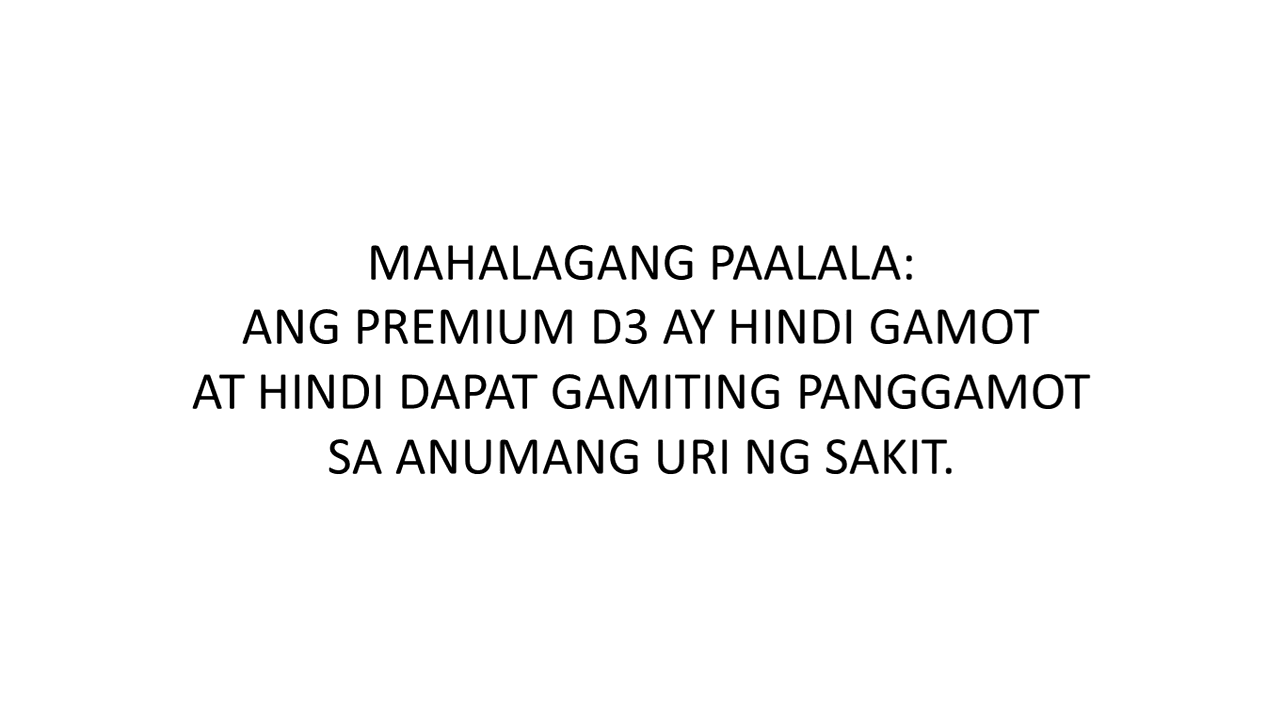 MAHALAGANG PAALALA:
ANG PREMIUM D3 AY HINDI GAMOT
AT HINDI DAPAT GAMITING PANGGAMOT
SA ANUMANG URI NG SAKIT.